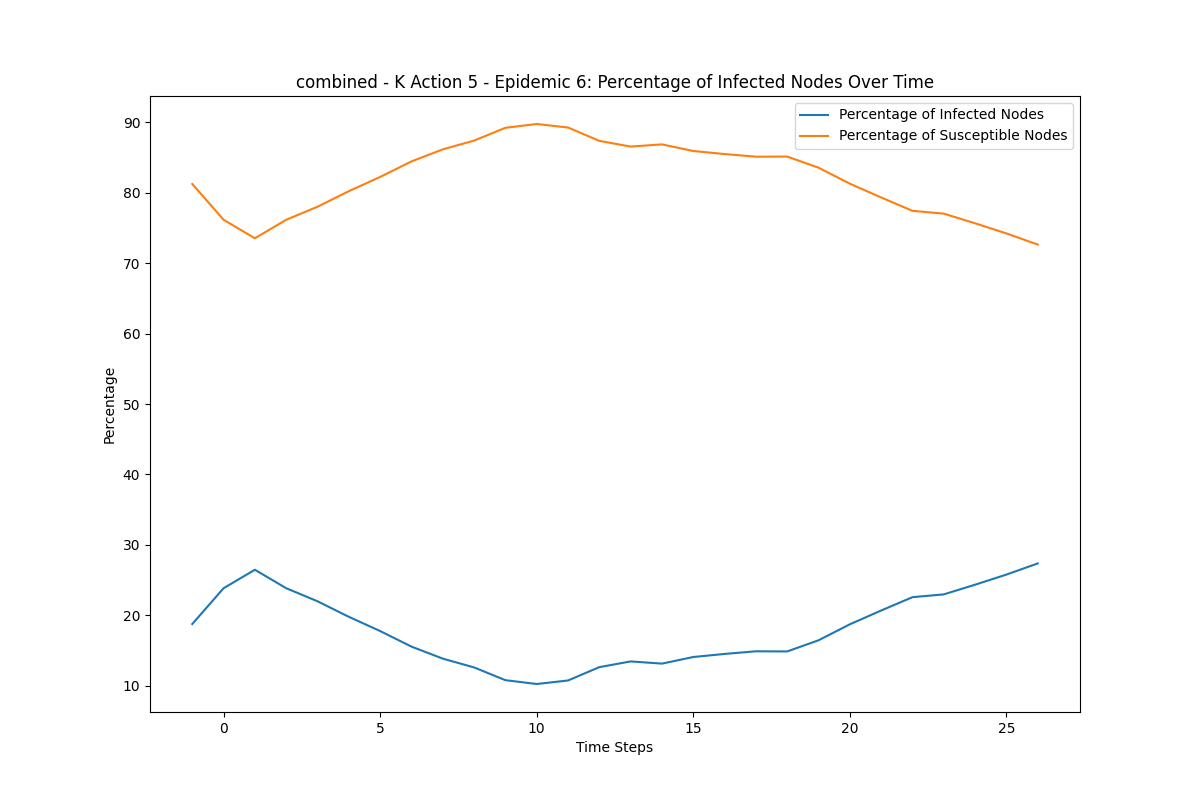 combined - K Action 5 - Epidemic 6: Percentage of Infected Nodes Over Time
Percentage of Infected Nodes
Percentage of Susceptible Nodes
90
80
70
60
50
40
30
20
10
Percentage
0 5 10 15 20 25
Time Steps